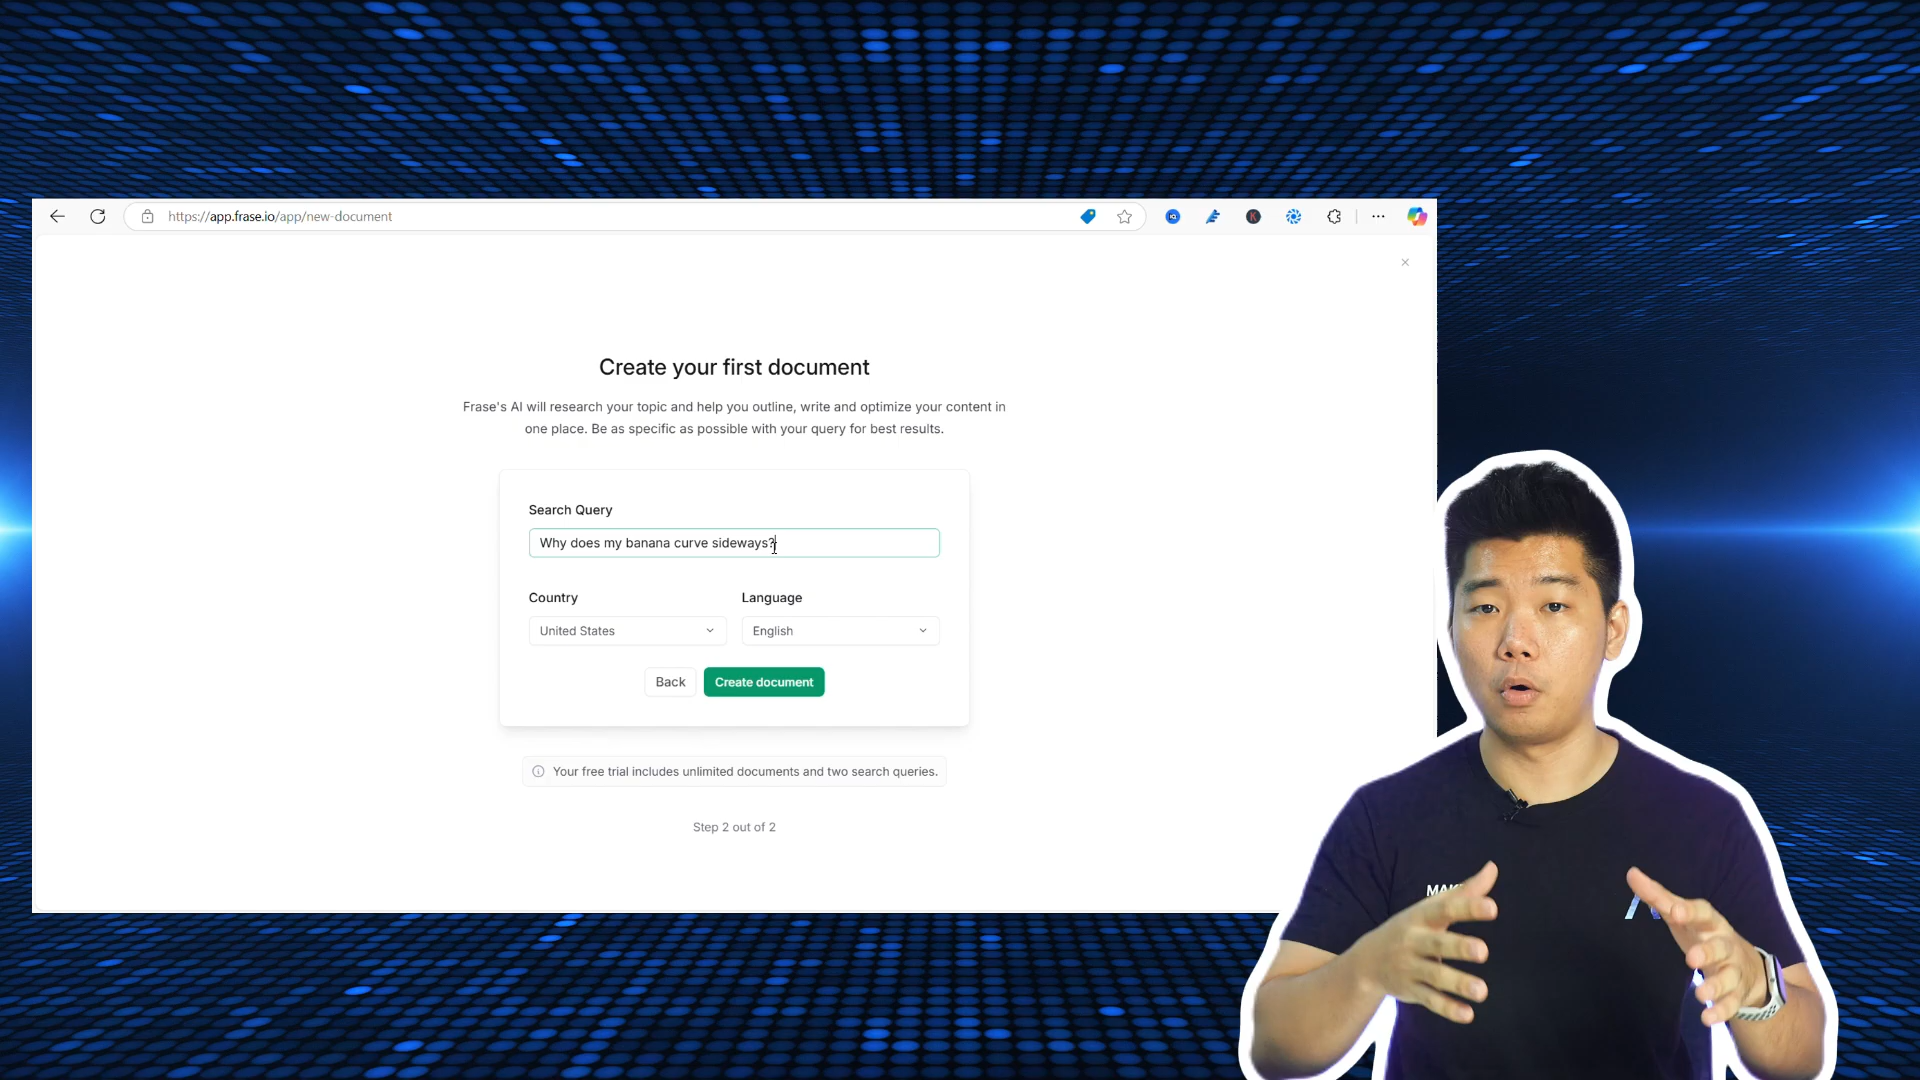 https://app.frase.io/app/new-document
Create your first document
Frase's AI will research your topic and help you outline, write and optimize your content in
one place. Be as specific as possible with your query for best results.
Search Query
Why does my banana curve sideways?
Country
Language
United States
English
Back
Create document
Your free trial includes unlimited documents and two search queries.
Step 2 out of 2